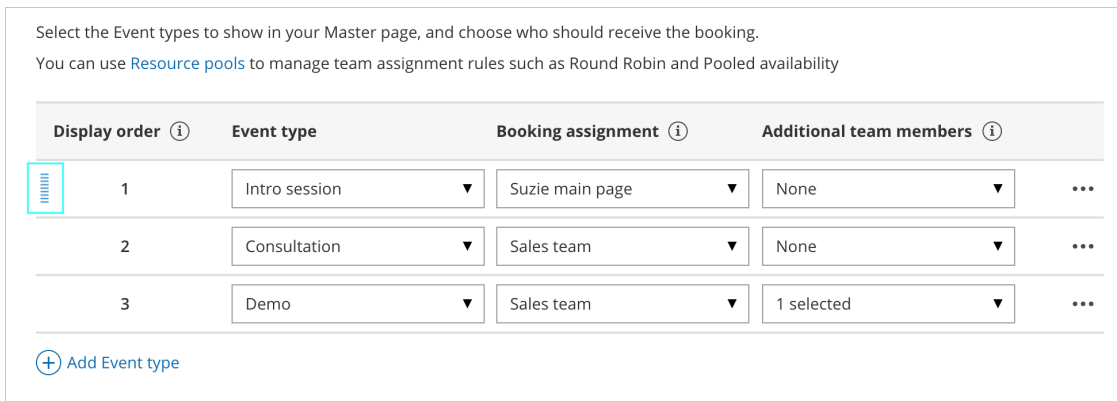 Select the Event types to show in your Master page, and choose who should receive the booking.
You can use Resource pools to manage team assignment rules such as Round Robin and Pooled availability
Display order Event type Booking assignment Additional team members
1 Intro session Suzie main page None
2 Consultation Sales team None
3 Demo Sales team 1 selected
Add Event type